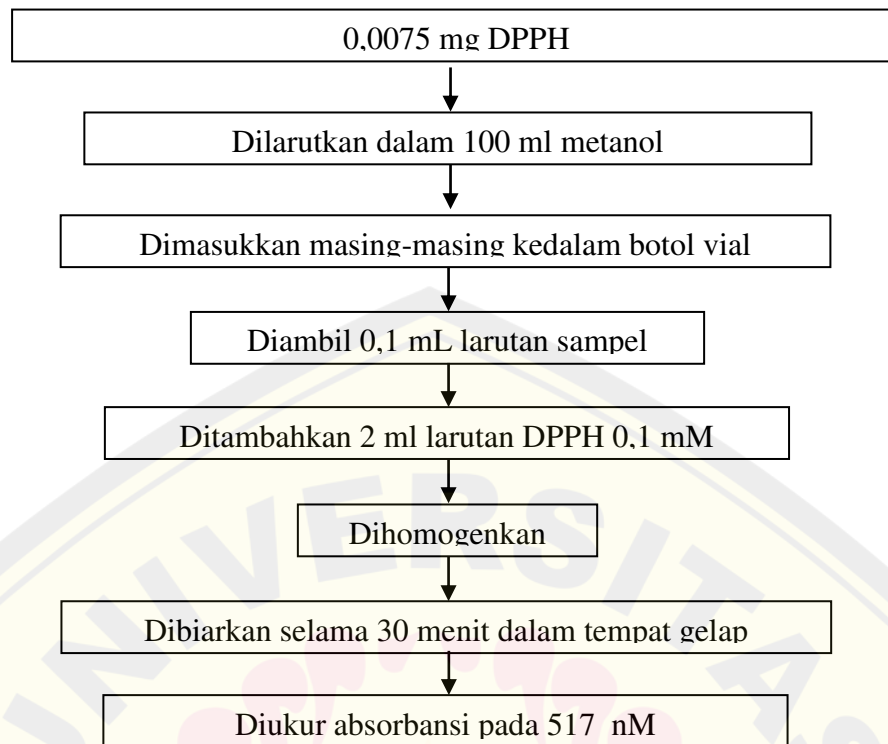 0,0075 mg DPPH
Dilarutkan dalam 100 ml metanol
Dimasukkan masing-masing kedalam botol vial
Diambil 0,1 mL larutan sampel
Ditambahkan 2 ml larutan DPPH 0,1 mM
Dihomogenkan
Dibiarkan selama 30 menit dalam tempat gelap
Diukur absorbansi pada 517 nM
UNIVERSITAS